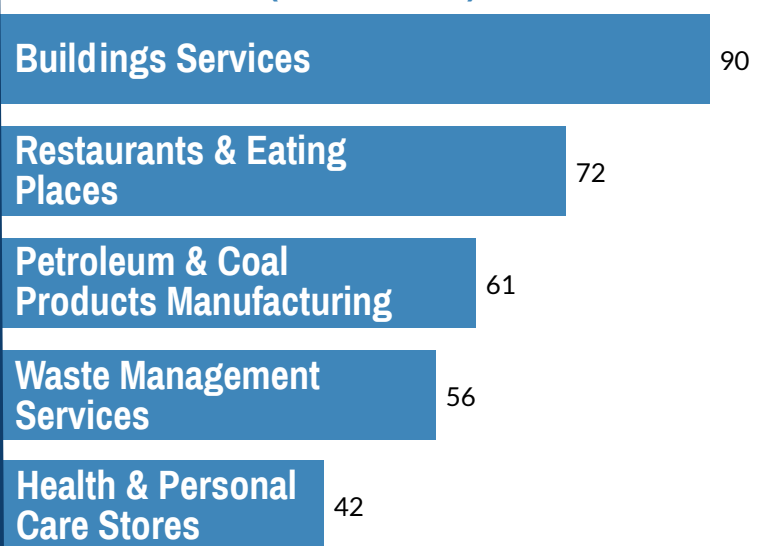 Buildings Services
90
Restaurants & Eating
Places
72
Petroleum & Coal
Products Manufacturing
61
Waste Management
Services
56
Health & Personal
Care Stores
42